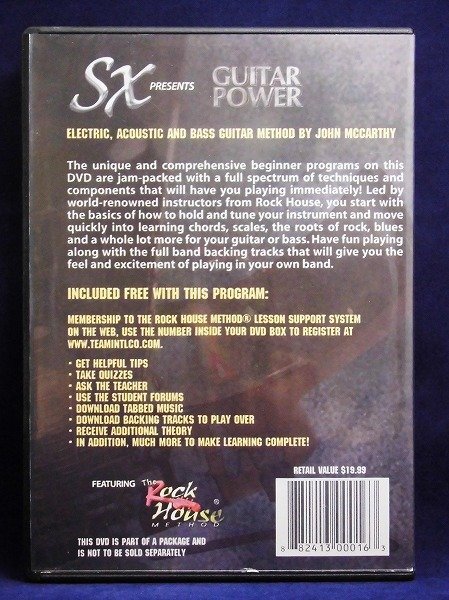 SX PRESENTS GUITAR POWER
ELECTRIC, ACOUSTIC AND BASS GUITAR METHOD BY JOHN MCCARTHY
The unique and comprehensive beginner programs on this
DVD are jam-packed with a full spectrum of techniques and
components that will have you playing immediately! Led by
world-renowned instructors from Rock House, you start with
the basics of how to hold and tune your instrument and move
quickly into learning chords, scales, the roots of rock, blues
and a whole lot more for your guitar or bass. Have fun playing
along with the full band backing tracks that will give you the
feel and excitement of playing in your own band.
INCLUDED FREE WITH THIS PROGRAM:
MEMBERSHIP TO THE ROCK HOUSE METHOD® LESSON SUPPORT SYSTEM
ON THE WEB, USE THE NUMBER INSIDE YOUR DVD BOX TO REGISTER AT
WWW.TEAMINTLCO.COM.
• GET HELPFUL TIPS
• TAKE QUIZZES
• ASK THE TEACHER
• USE THE STUDENT FORUMS
• DOWNLOAD TABBED MUSIC
• DOWNLOAD BACKING TRACKS TO PLAY OVER
• RECEIVE ADDITIONAL THEORY
• IN ADDITION, MUCH MORE TO MAKE LEARNING COMPLETE!
FEATURING The Rock House® METHOD
THIS DVD IS PART OF A PACKAGE AND
IS NOT TO BE SOLD SEPARATELY
RETAIL VALUE $19.99
8 82413 00016 3